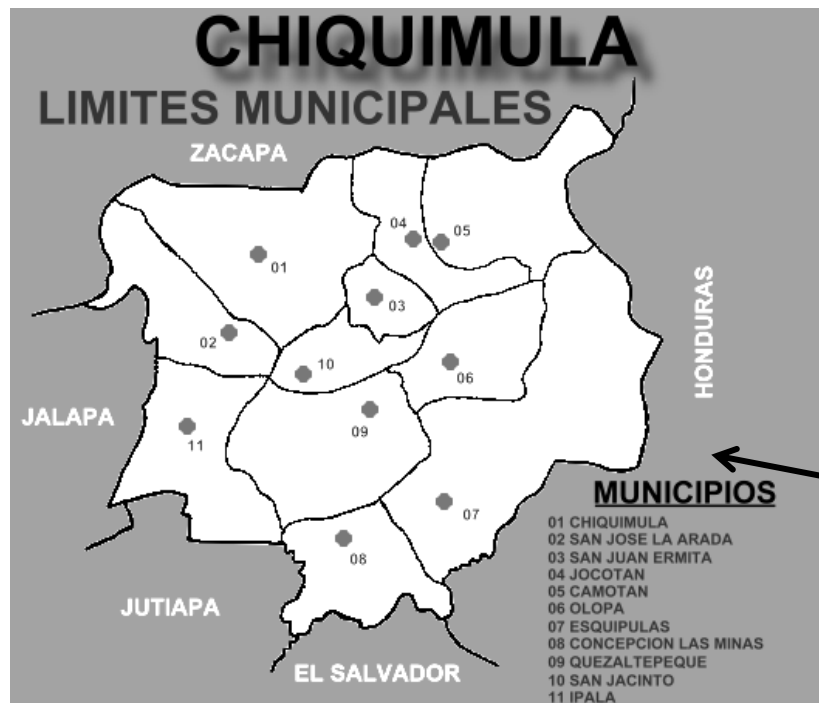 CHIQUIMULA
LIMITES MUNICIPALES
ZACAPA
04
05
01
HONDURAS
03
02
10
06
JALAPA
09
11
07
08
MUNICIPIOS
01 CHIQUIMULA
02 SAN JOSE LA ARADA
03 SAN JUAN ERMITA
04 JOCOTAN
05 CAMOTAN
06 OLOPA
07 ESQUIPULAS
08 CONCEPCION LAS MINAS
09 QUEZALTEPEQUE
10 SAN JACINTO
11 IPALA
JUTIAPA
EL SALVADOR